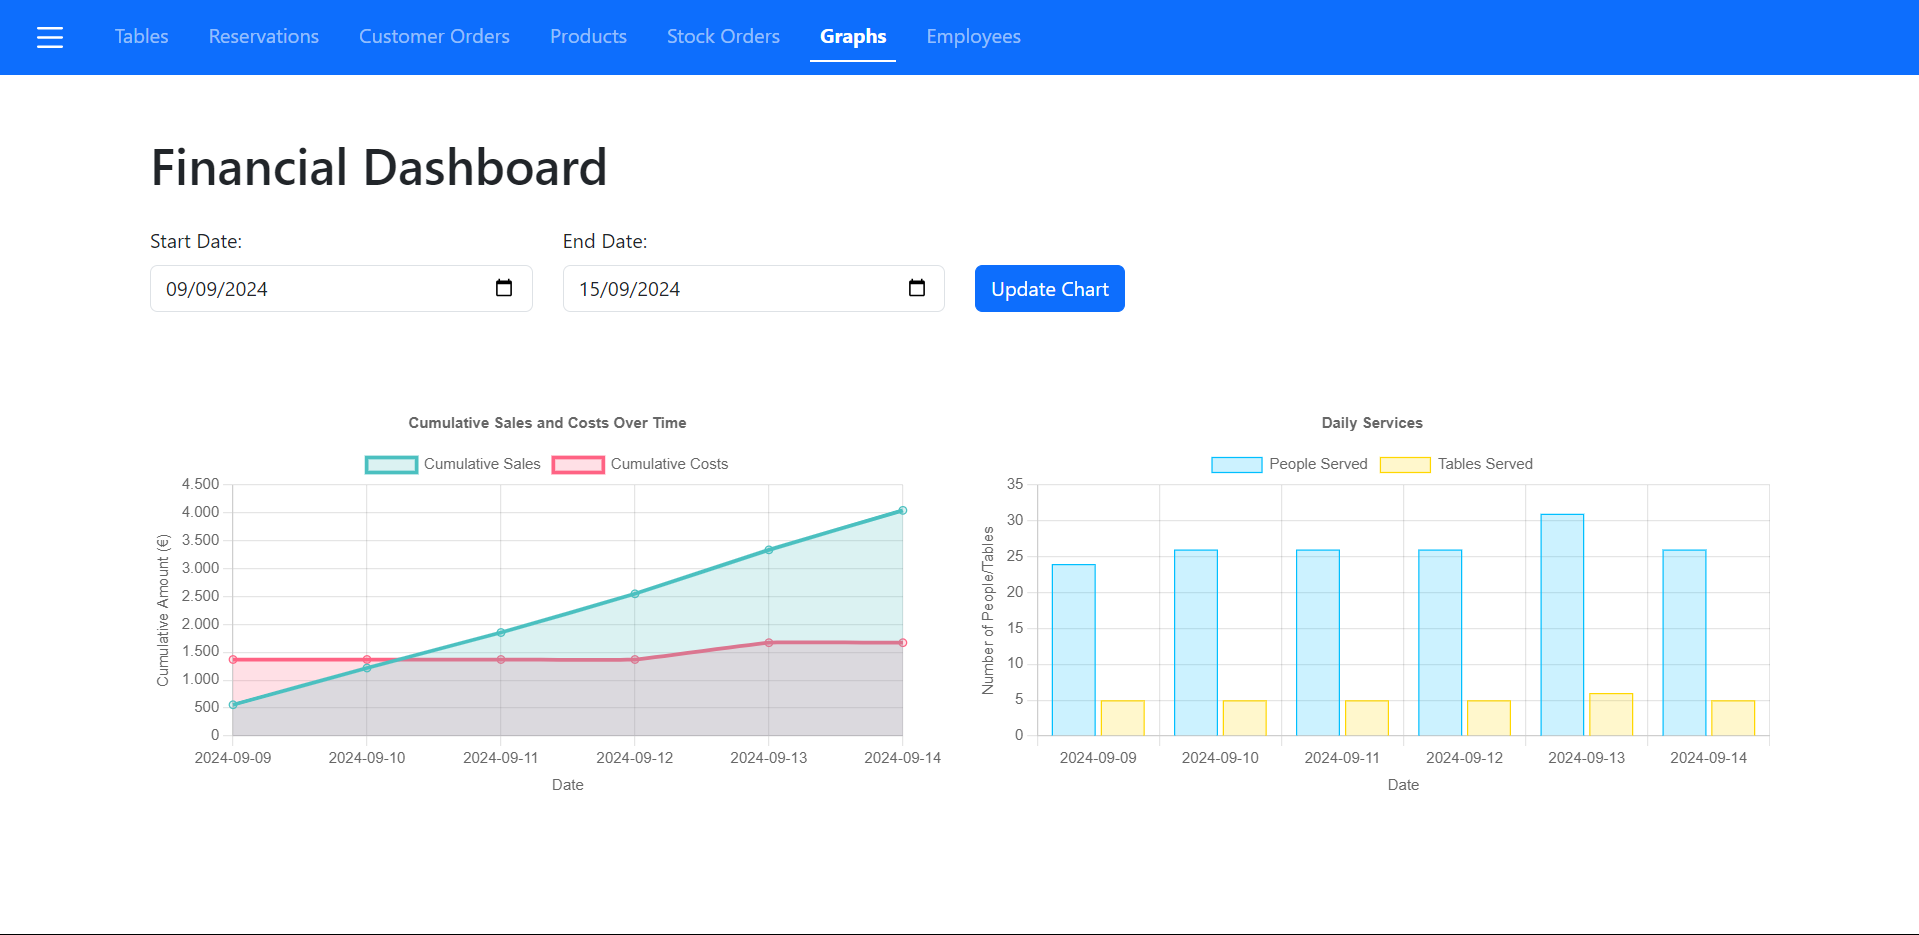 Tables Reservations Customer Orders Products Stock Orders Graphs Employees
Financial Dashboard
Start Date: End Date:
09/09/2024 15/09/2024 Update Chart
Cumulative Sales and Costs Over Time
Cumulative Sales Cumulative Costs
4.500
4.000
3.500
3.000
2.500
2.000
1.500
1.000
500
0
Cumulative Amount (€)
2024-09-09 2024-09-10 2024-09-11 2024-09-12 2024-09-13 2024-09-14
Date
Daily Services
People Served Tables Served
35
30
25
20
15
10
5
0
Number of People/Tables
2024-09-09 2024-09-10 2024-09-11 2024-09-12 2024-09-13 2024-09-14
Date